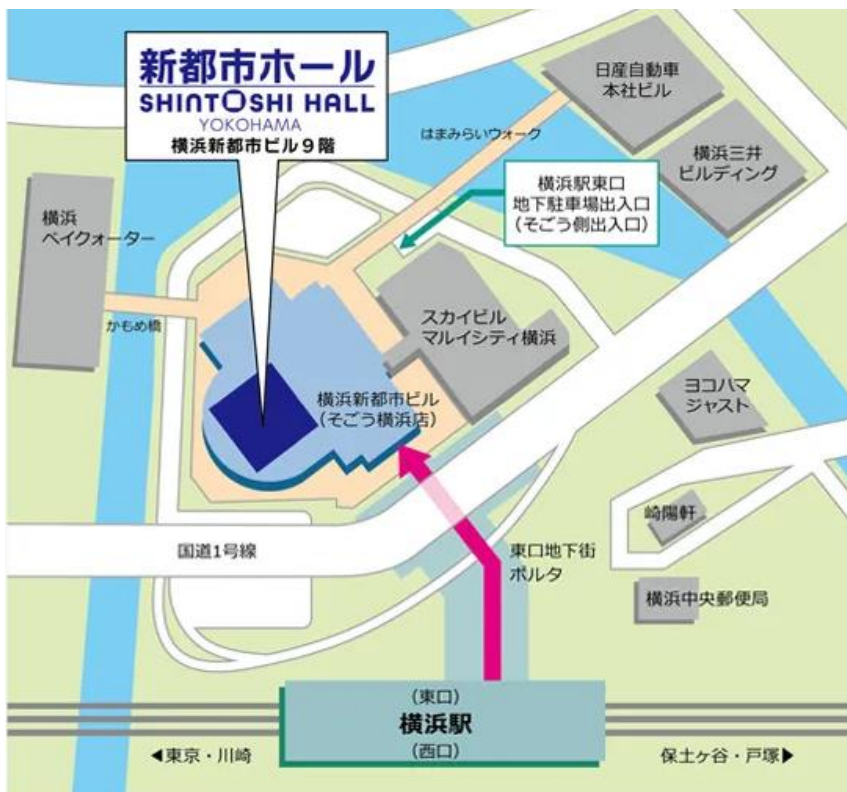 新都市ホール
SHINTOSHI HALL
YOKOHAMA
横浜新都市ビル9階
日産自動車
本社ビル
はまみらいウォーク
横浜三井
ビルディング
横浜駅東口
地下駐車場出入口
(そごう側出入口)
横浜
ベイクォーター
かもめ橋
スカイビル
マルイシティ横浜
横浜新都市ビル
(そごう横浜店)
ヨコハマ
ジャスト
崎陽軒
国道1号線
東口地下街
ポルタ
横浜中央郵便局
(東口)
横浜駅
(西口)
◀東京・川崎
保土ヶ谷・戸塚▶